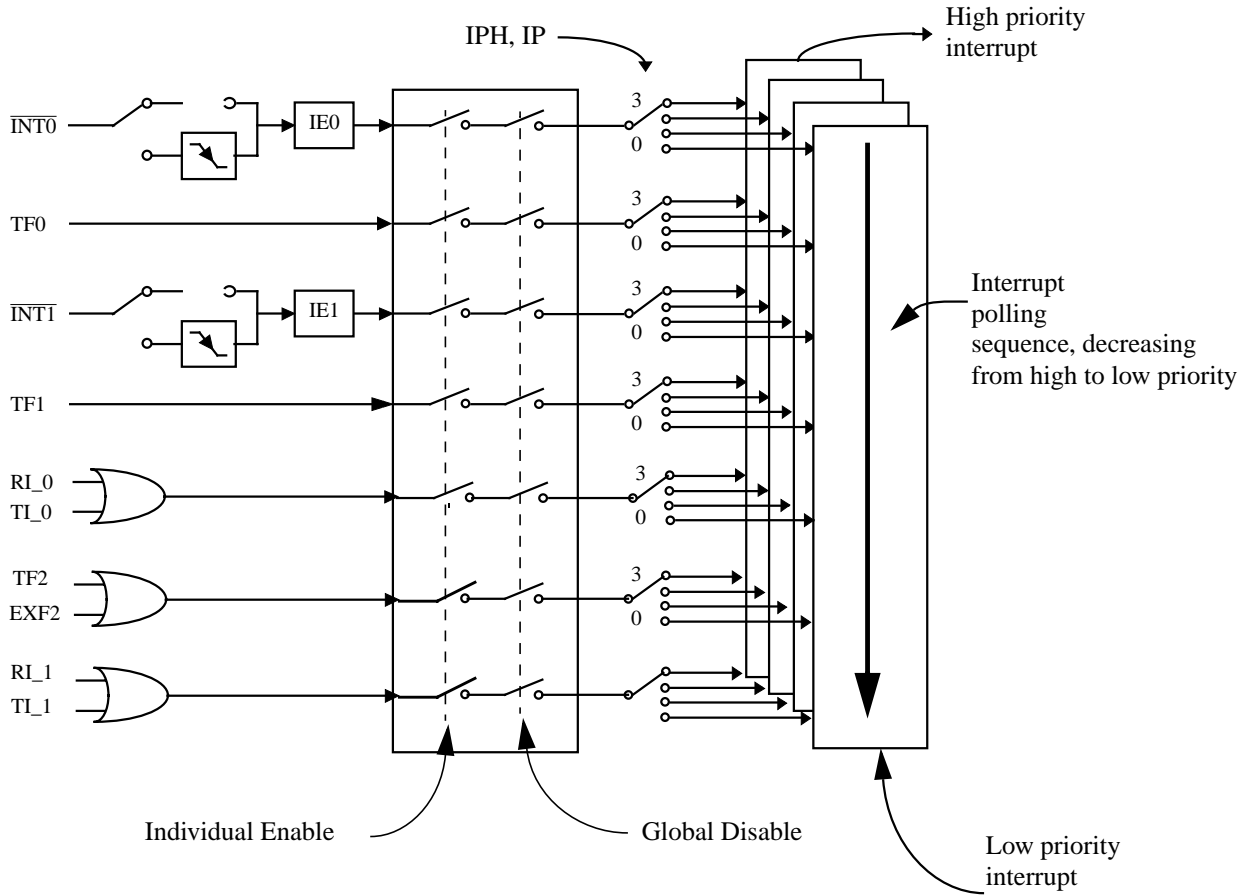 High priority
interrupt
IPH, IP
INT0
IE0
3
0
TF0
3
0
INT1
IE1
3
0
Interrupt
polling
sequence, decreasing
from high to low priority
TF1
3
0
RI_0
TI_0
3
0
TF2
EXF2
3
0
RI_1
TI_1
Individual Enable
Global Disable
Low priority
interrupt